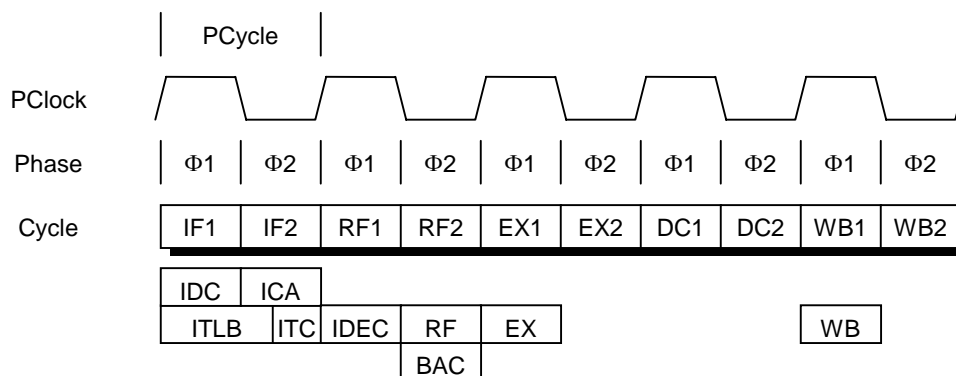 PCycle
PClock
Phase Φ1 Φ2 Φ1 Φ2 Φ1 Φ2 Φ1 Φ2 Φ1 Φ2
Cycle IF1 IF2 RF1 RF2 EX1 EX2 DC1 DC2 WB1 WB2
IDC ICA
ITLB ITC IDEC RF EX WB
BAC